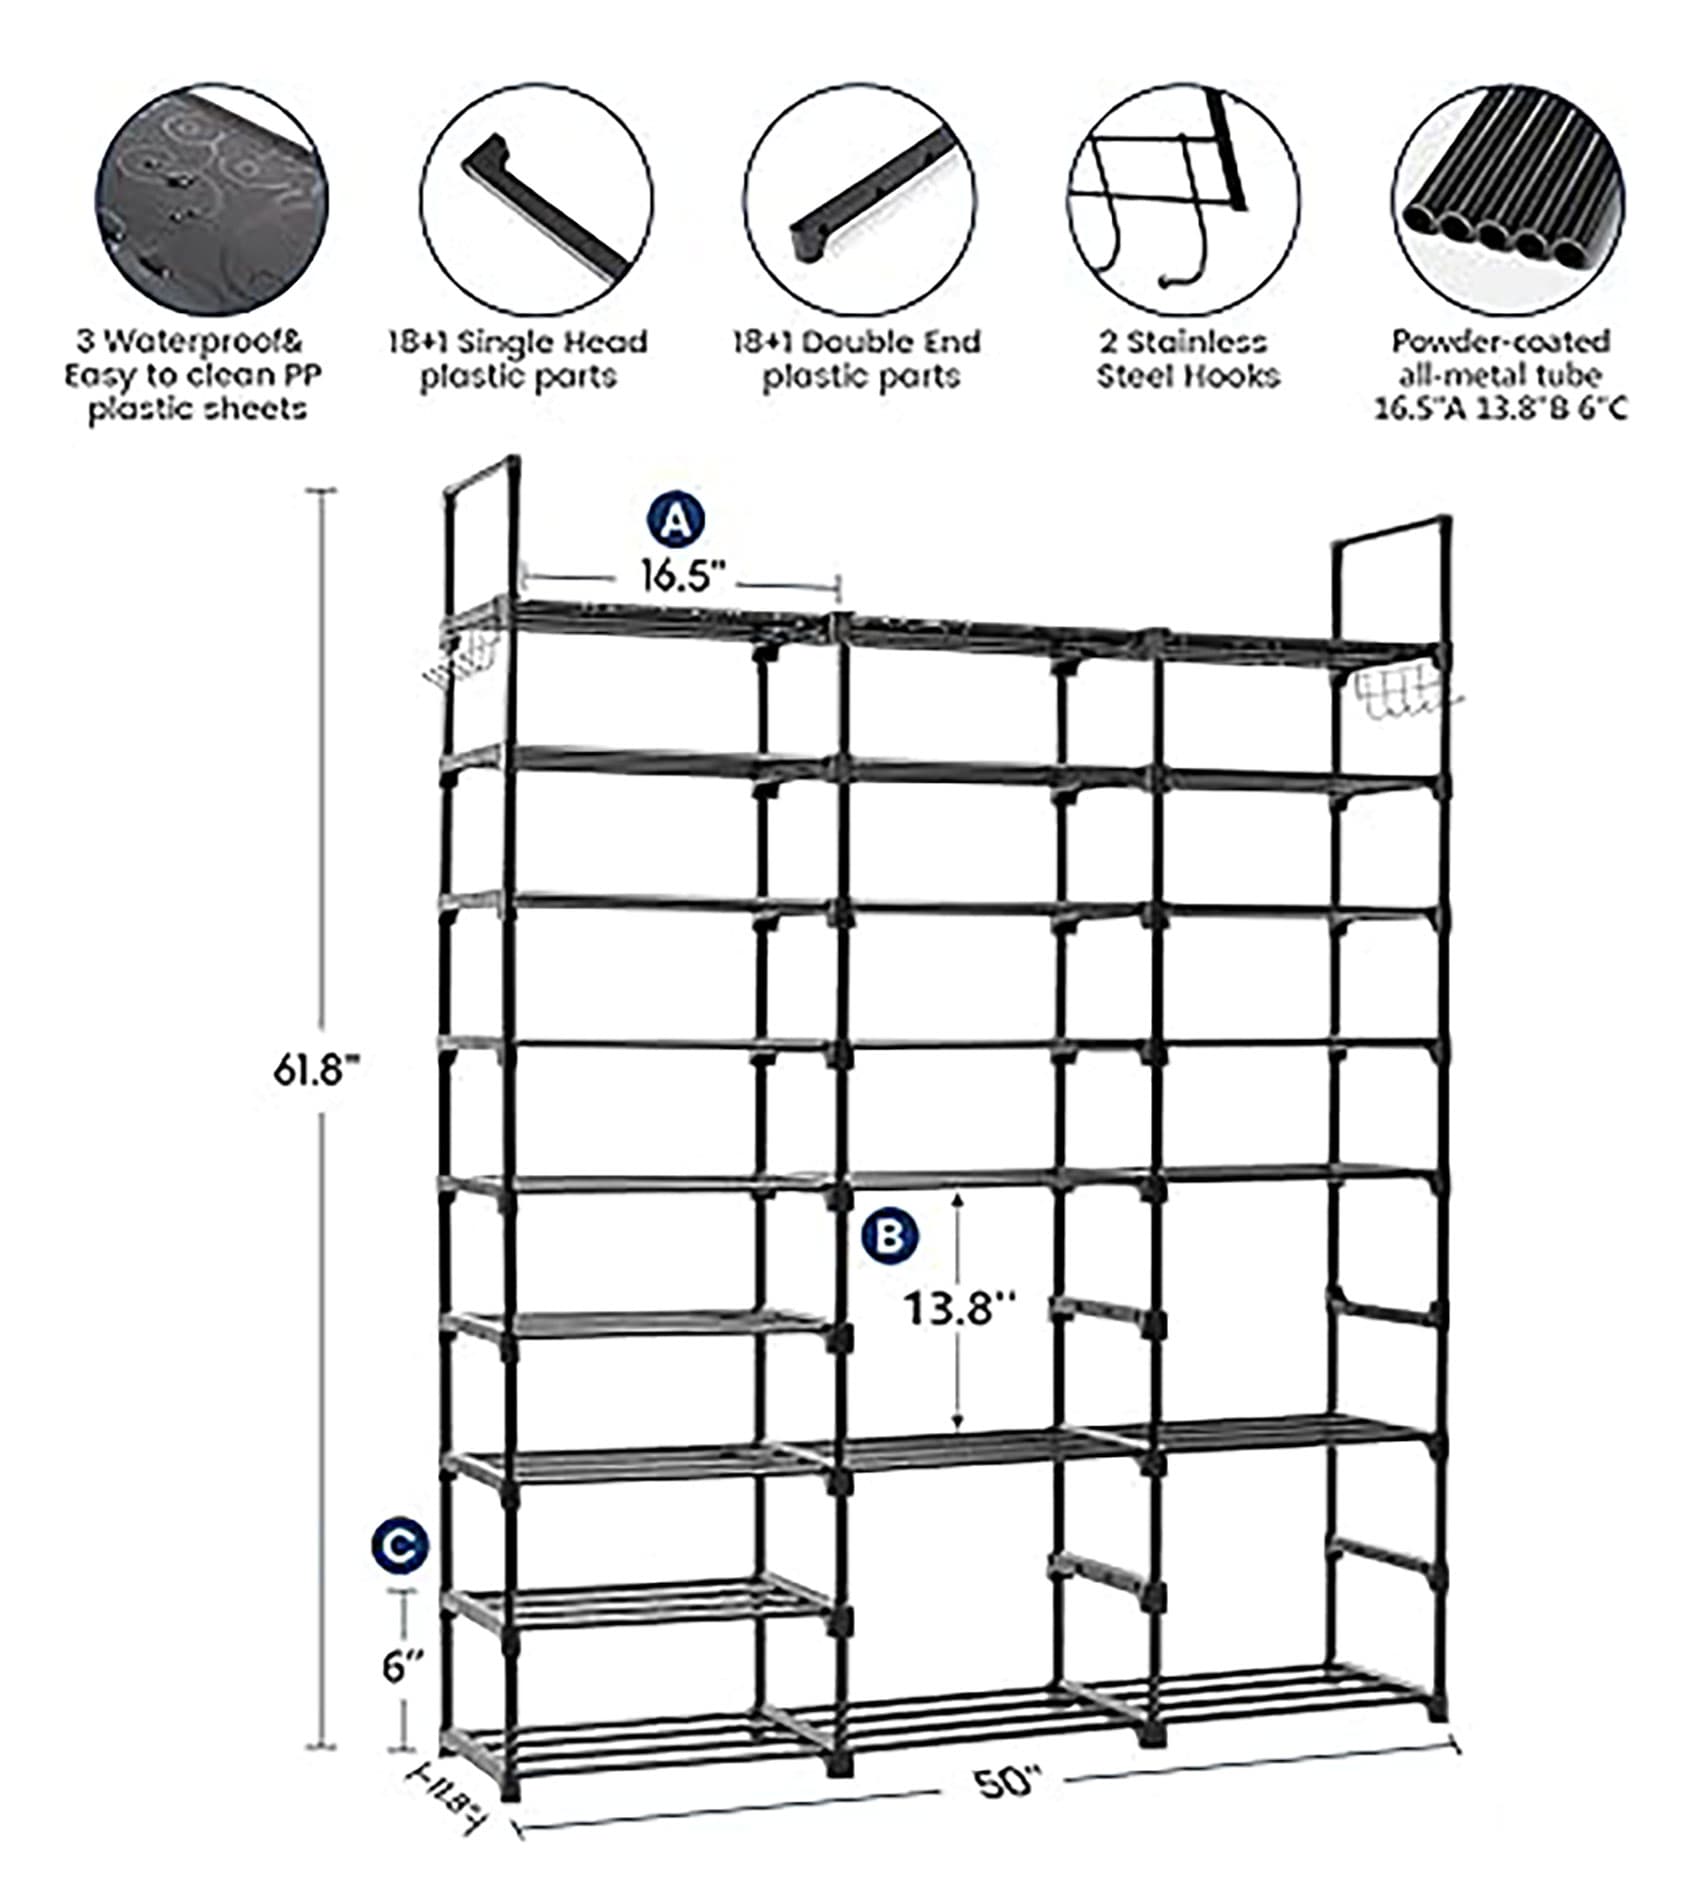 3 Waterproof&
Easy to clean PP
plastic sheets
18+1 Single Head
plastic parts
18+1 Double End
plastic parts
2 Stainless
Steel Hooks
Powder-coated
all-metal tube
16.5"A 13.8"B 6"C
A
16.5"
61.8"
B
13.8"
C
6"
11.8"
50"